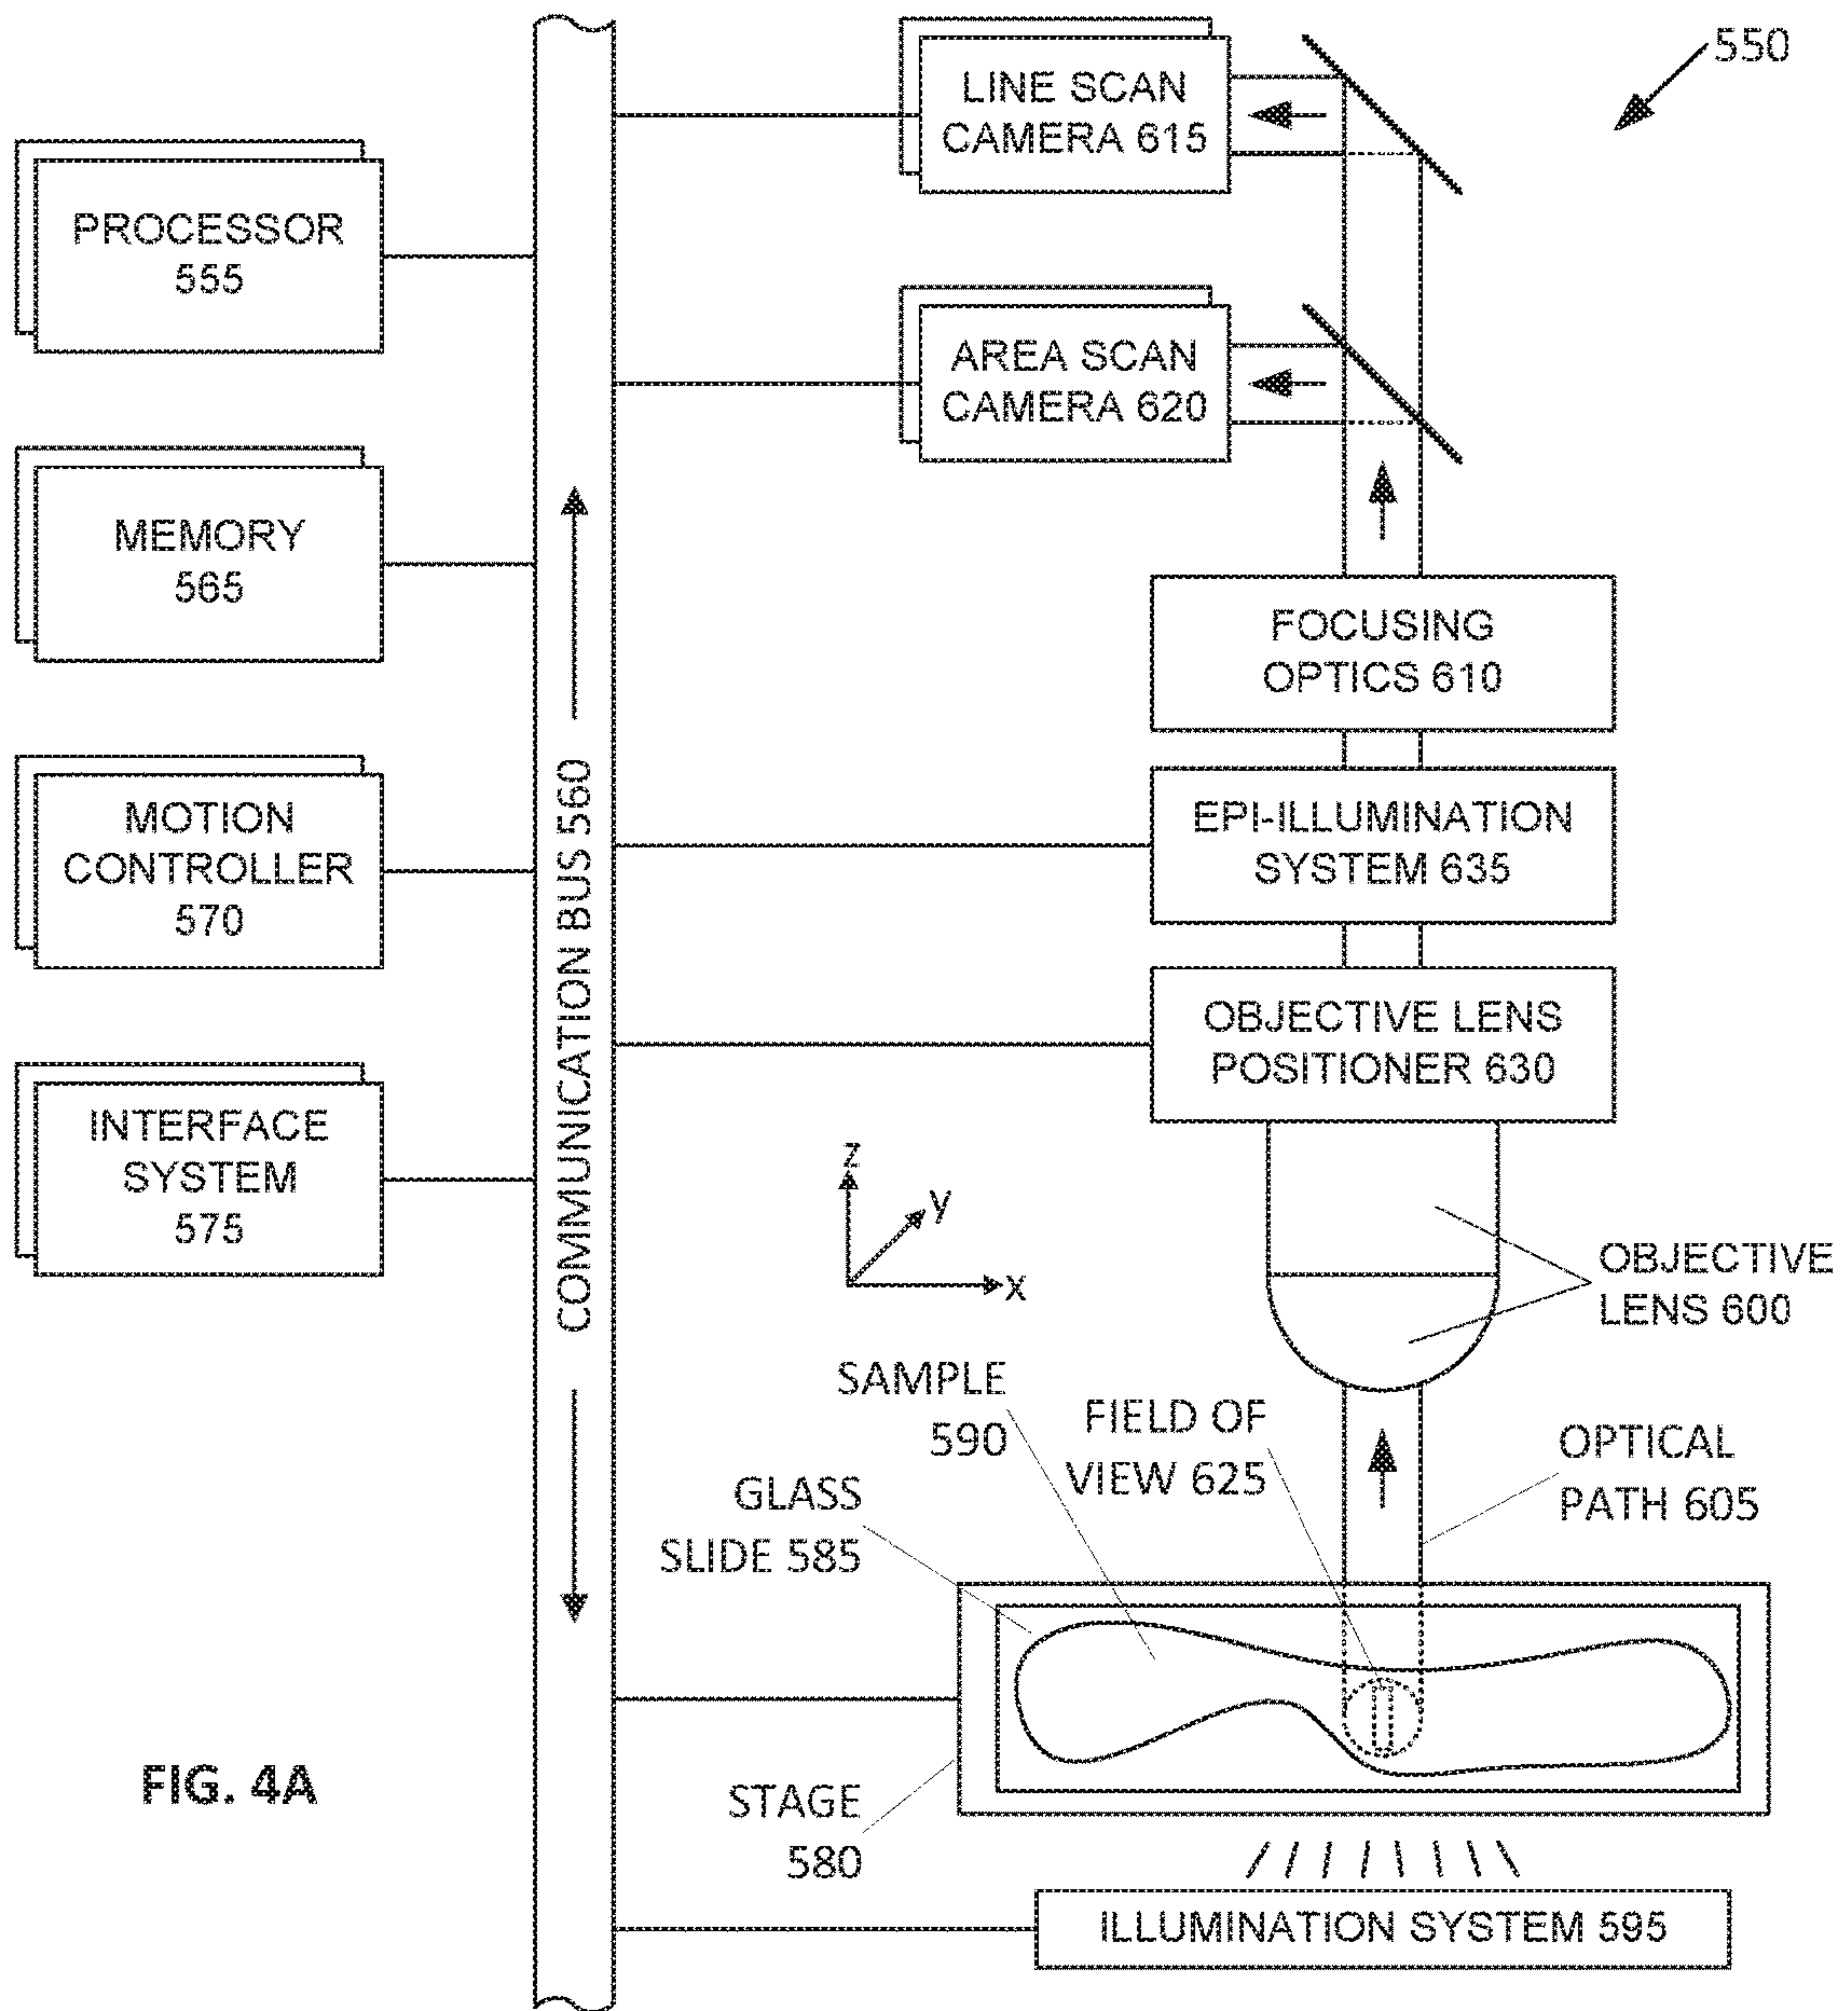 550
LINE SCAN
CAMERA 615
PROCESSOR
555
AREA SCAN
CAMERA 620
MEMORY
565
FOCUSING
OPTICS 610
MOTION
CONTROLLER
570
COMMUNICATION BUS 560
EPI-ILLUMINATION
SYSTEM 635
OBJECTIVE LENS
POSITIONER 630
INTERFACE
SYSTEM
575
z
y
x
OBJECTIVE
LENS 600
SAMPLE
590
FIELD OF
VIEW 625
OPTICAL
PATH 605
GLASS
SLIDE 585
FIG. 4A
STAGE
580
ILLUMINATION SYSTEM 595